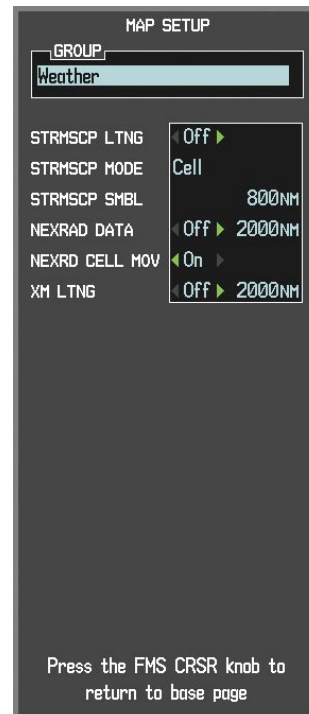 MAP SETUP
GROUP
Weather
STRMSCP LTNG Off
STRMSCP MODE Cell
STRMSCP SMBL 800NM
NEXRAD DATA Off 2000NM
NEXRD CELL MOV On
XM LTNG Off 2000NM
Press the FMS CRSR knob to
return to base page